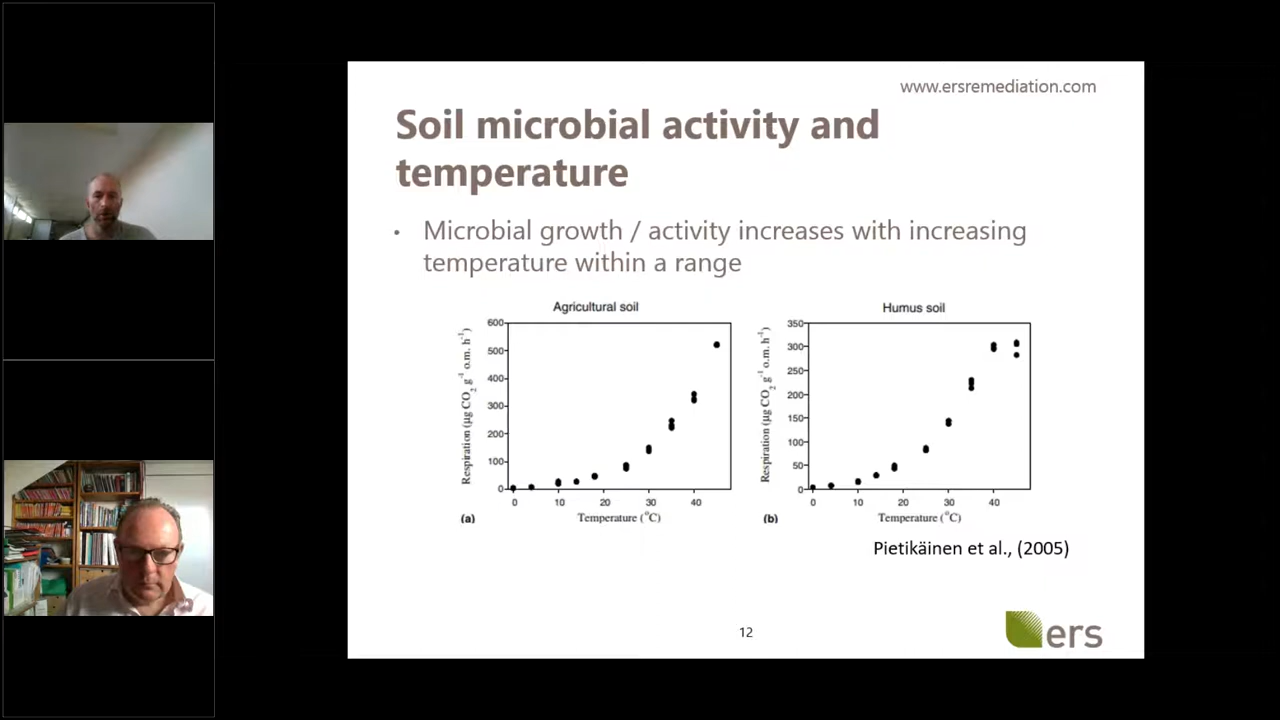 www.ersremediation.com
Soil microbial activity and
temperature
• Microbial growth / activity increases with increasing
temperature within a range
Agricultural soil
600
500
400
300
200
100
0
Respiration (µg CO₂ g⁻¹ o.m. h⁻¹)
0 10 20 30 40
Temperature (°C)
(a)
Humus soil
350
300
250
200
150
100
50
0
Respiration (µg CO₂ g⁻¹ o.m. h⁻¹)
0 10 20 30 40
Temperature (°C)
(b)
Pietikäinen et al., (2005)
12
ers